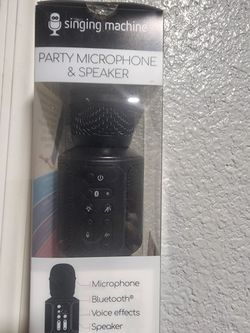 singing machine
PARTY MICROPHONE
& SPEAKER
Microphone
Bluetooth®
Voice effects
Speaker